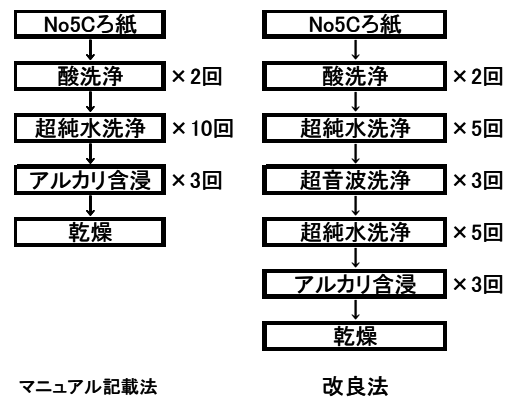 No5Cろ紙
酸洗浄 ×2回
超純水洗浄 ×10回
アルカリ含浸 ×3回
乾燥
マニュアル記載法
No5Cろ紙
酸洗浄 ×2回
超純水洗浄 ×5回
超音波洗浄 ×3回
超純水洗浄 ×5回
アルカリ含浸 ×3回
乾燥
改良法